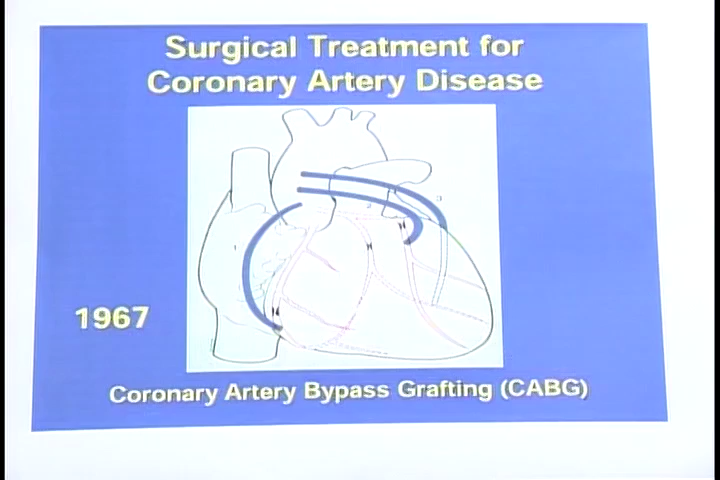 Surgical Treatment for
Coronary Artery Disease
1967
Coronary Artery Bypass Grafting (CABG)